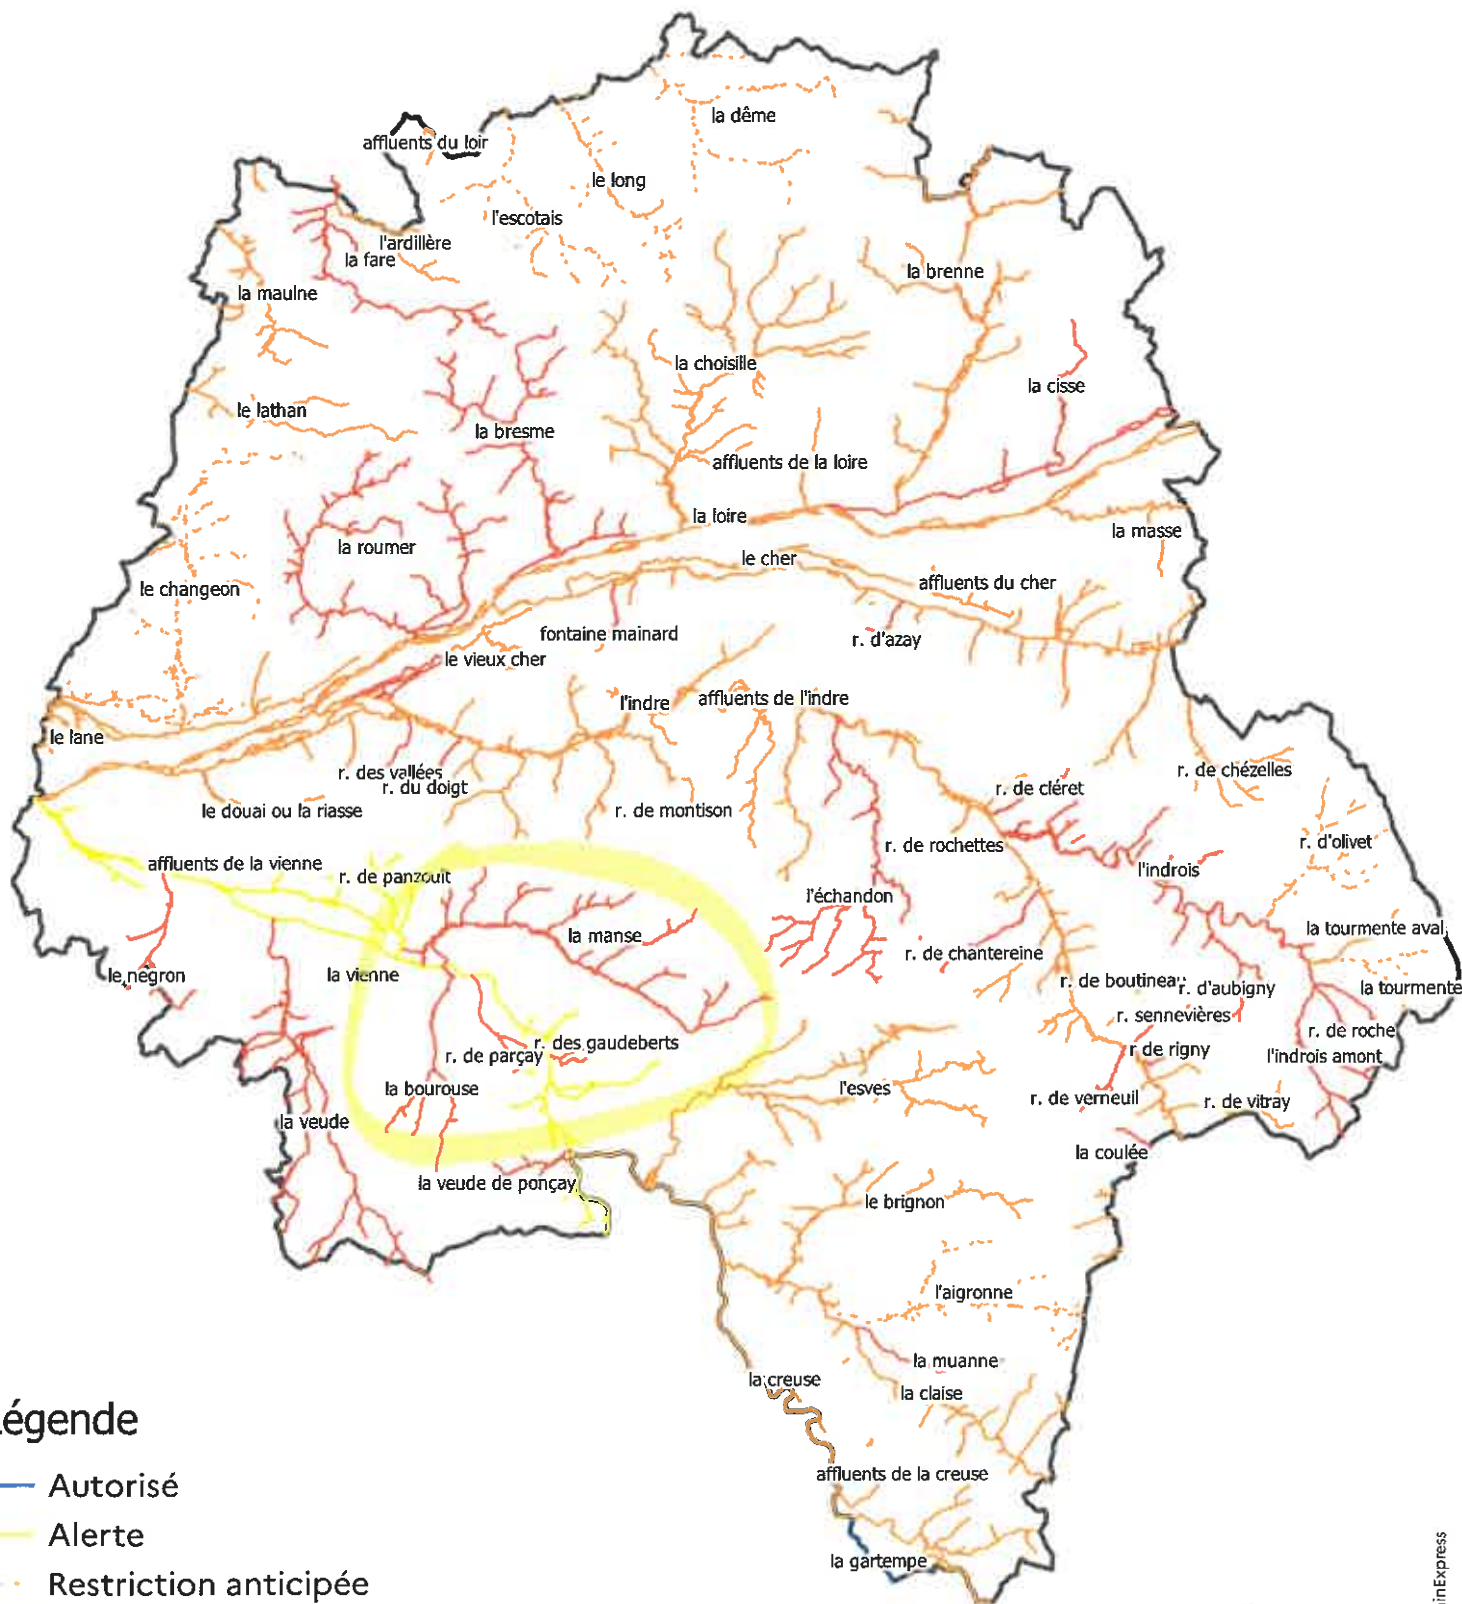 la dême
affluents du loir
le long
l'escotais
l'ardillère
la fare
la brenne
la maulne
la choisille
la cisse
le lathan
la bresme
affluents de la loire
la loire
la masse
la roumer
le cher
affluents du cher
le changeon
fontaine mainard
r. d'azay
le vieux cher
l'indre
affluents de l'indre
le lane
r. des vallées
r. du doigt
r. de chézelles
r. de cléret
le douai ou la riasse
r. de montison
r. de rochettes
r. d'olivet
affluents de la vienne
r. de panzouit
l'indrois
l'échandon
la tourmente aval
la manse
r. de chantereine
le négron
la vienne
r. de boutineau
r. d'aubigny
la tourmente
r. sennevières
r. de roche
r. des gaudeberts
r. de parçay
r de rigny
l'indrois amont
la bourouse
l'esves
r. de verneuil
r. de vitray
la veude
la coulée
la veude de ponçay
le brignon
l'aigronne
la muanne
la creuse
la claise
affluents de la creuse
la gartempe
égende
Autorisé
Alerte
Restriction anticipée
inExpress